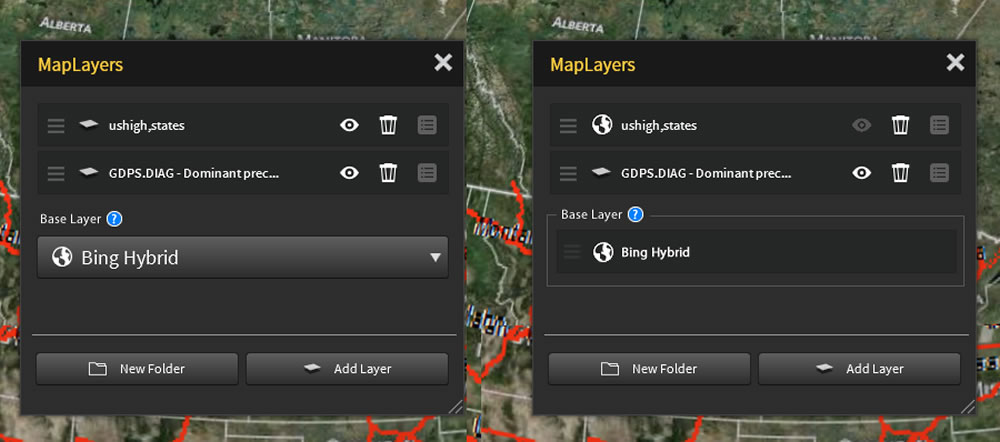 ALBERTA
MANITOBA
MapLayers
ushigh,states
GDPS.DIAG - Dominant prec...
Base Layer ?
Bing Hybrid
New Folder
Add Layer
ALBERTA
MANITOBA
MapLayers
ushigh,states
GDPS.DIAG - Dominant prec...
Base Layer ?
Bing Hybrid
New Folder
Add Layer